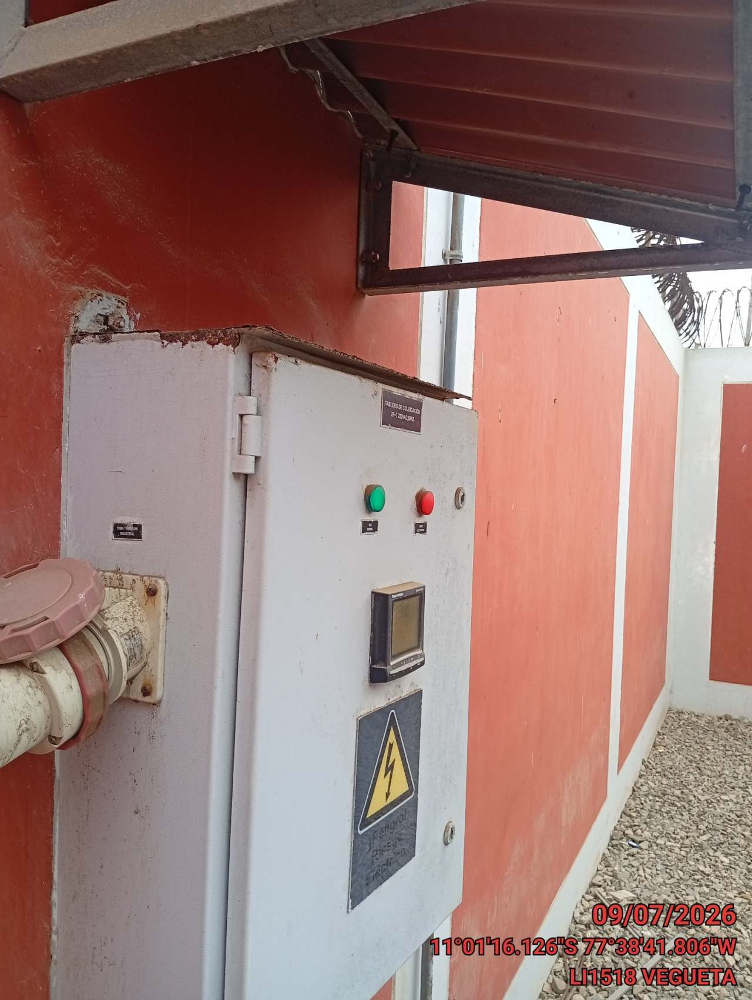 TABLERO DE COUBICACION
2F+T 220VAC,60HZ
TOMA Y
INDUSTRIAL
¡ Peligro!
Riesgo
Eléctrico
09/07/2026
11°01'16.126"S 77°38'41.806"W
LI1518 VEGUETA